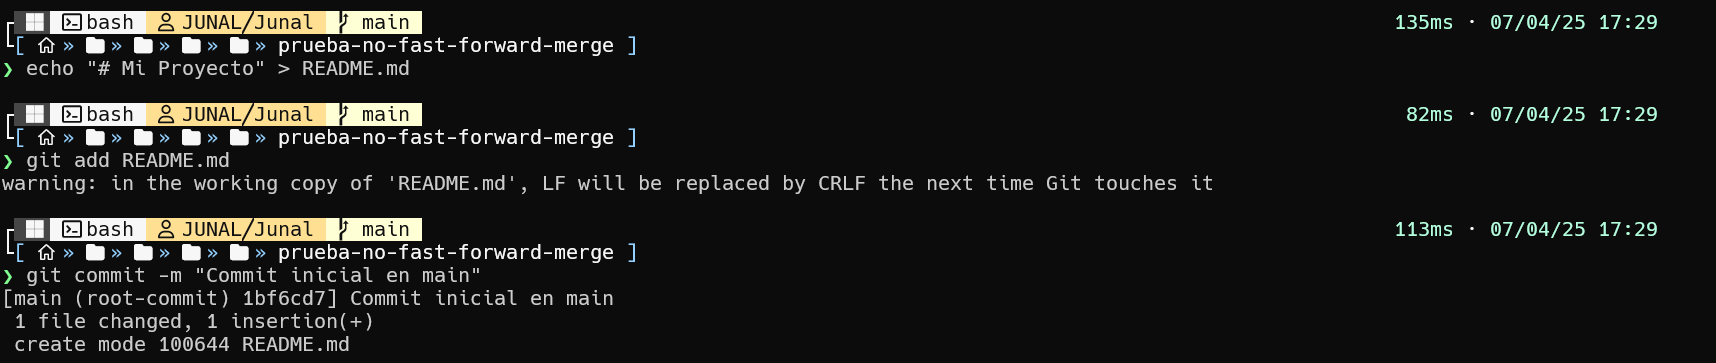 bash JUNAL/Junal main 135ms · 07/04/25 17:29
[ » » » » » prueba-no-fast-forward-merge ]
❯ echo "# Mi Proyecto" > README.md
bash JUNAL/Junal main 82ms · 07/04/25 17:29
[ » » » » » prueba-no-fast-forward-merge ]
❯ git add README.md
warning: in the working copy of 'README.md', LF will be replaced by CRLF the next time Git touches it
bash JUNAL/Junal main 113ms · 07/04/25 17:29
[ » » » » » prueba-no-fast-forward-merge ]
❯ git commit -m "Commit inicial en main"
[main (root-commit) 1bf6cd7] Commit inicial en main
1 file changed, 1 insertion(+)
create mode 100644 README.md